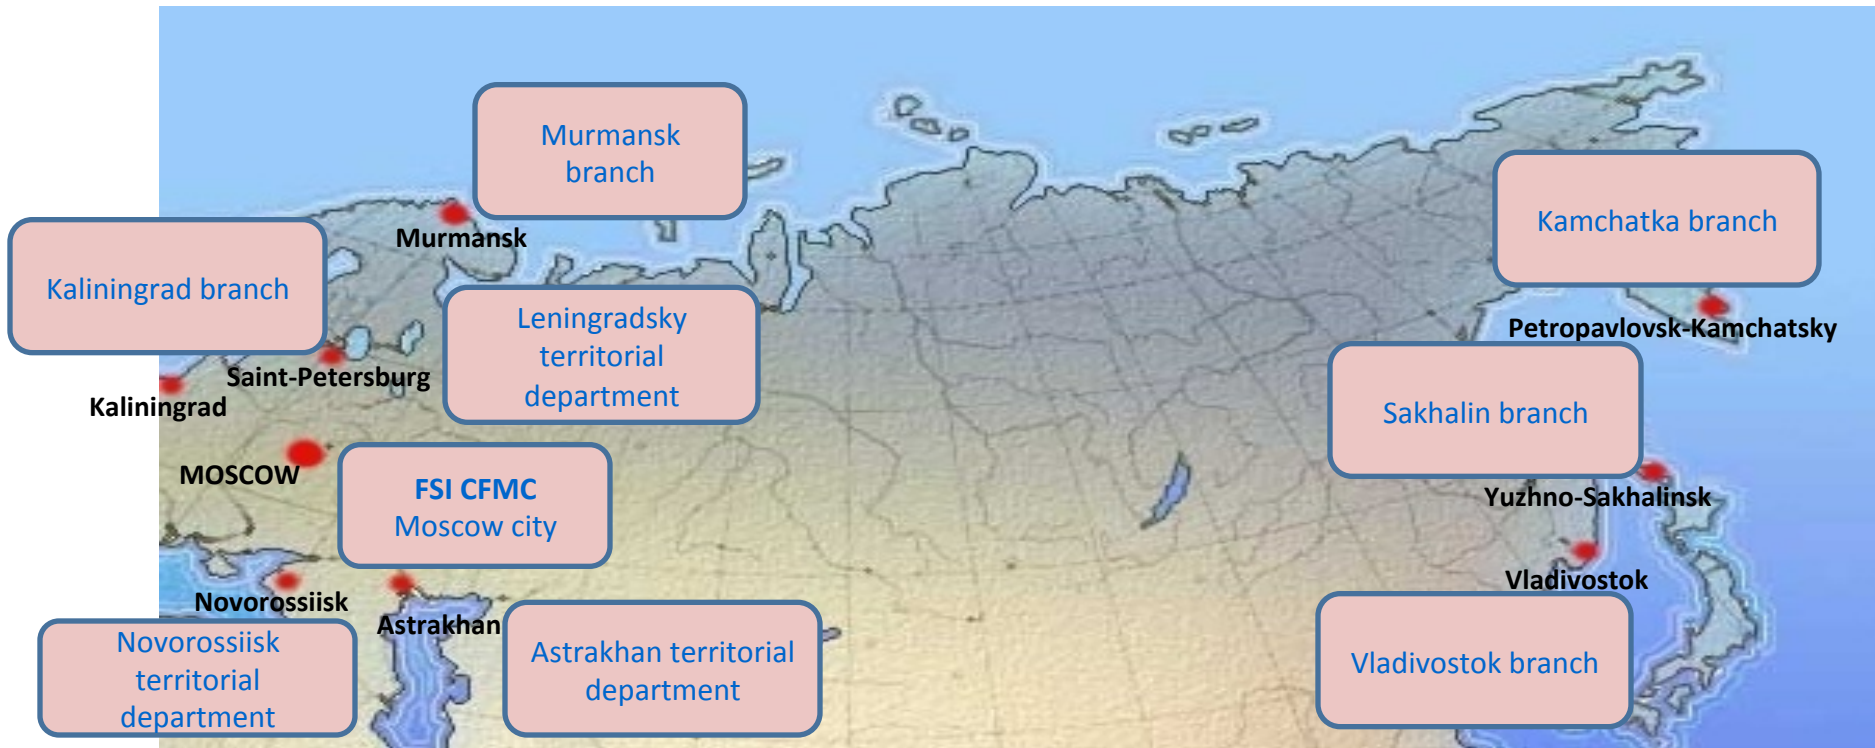 Murmansk
branch
Kamchatka branch
Murmansk
Kaliningrad branch
Leningradsky
territorial
department
Petropavlovsk-Kamchatsky
Saint-Petersburg
Kaliningrad
Sakhalin branch
MOSCOW
FSI CFMC
Moscow city
Yuzhno-Sakhalinsk
Vladivostok
Novorossiisk
Astrakhan
Novorossiisk
territorial
department
Astrakhan territorial
department
Vladivostok branch